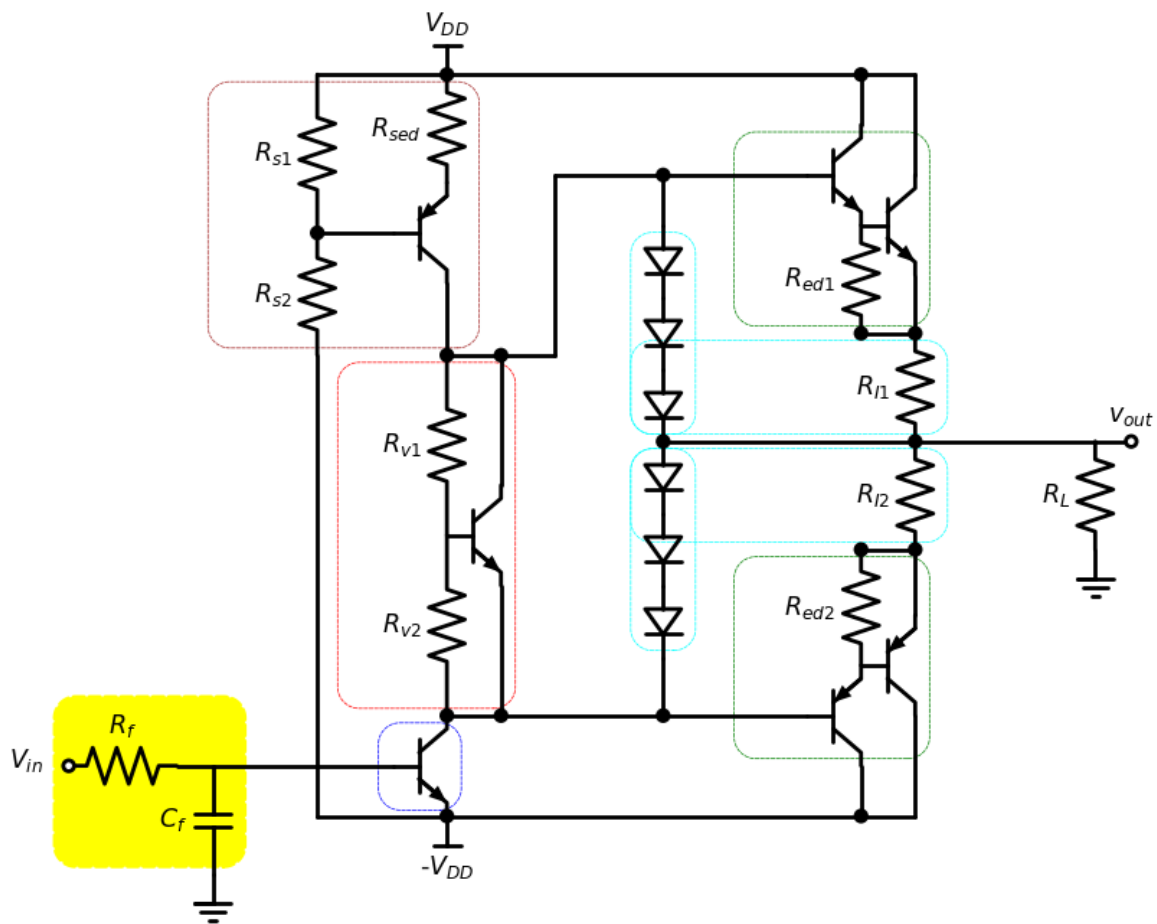 V_DD
R_sed
R_s1
R_s2
R_ed1
R_l1
v_out
R_v1
R_l2
R_L
R_ed2
R_v2
R_f
V_in
C_f
-V_DD